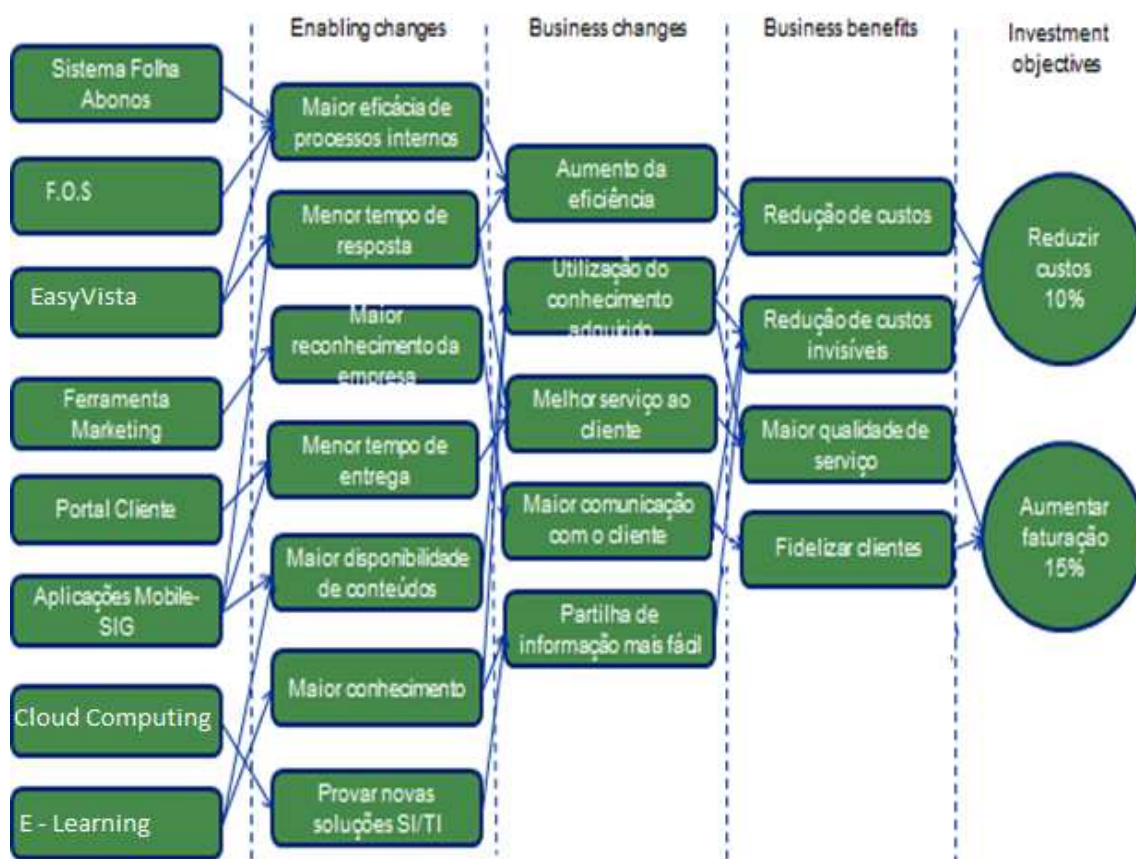 Enabling changes
Business changes
Business benefits
Investment
objectives
Sistema Folha
Abonos
F.O.S
EasyVista
Ferramenta
Marketing
Portal Cliente
Aplicações Mobile-
SIG
Cloud Computing
E - Learning
Maior eficácia de
processos internos
Menor tempo de
resposta
Maior
reconhecimento da
empresa
Menor tempo de
entrega
Maior disponibilidade
de conteúdos
Maior conhecimento
Provar novas
soluções SI/TI
Aumento da
eficiência
Utilização do
conhecimento
adquirido
Melhor serviço ao
cliente
Maior comunicação
com o cliente
Partilha de
informação mais fácil
Redução de custos
Redução de custos
invisíveis
Maior qualidade de
serviço
Fidelizar clientes
Reduzir
custos
10%
Aumentar
faturação
15%